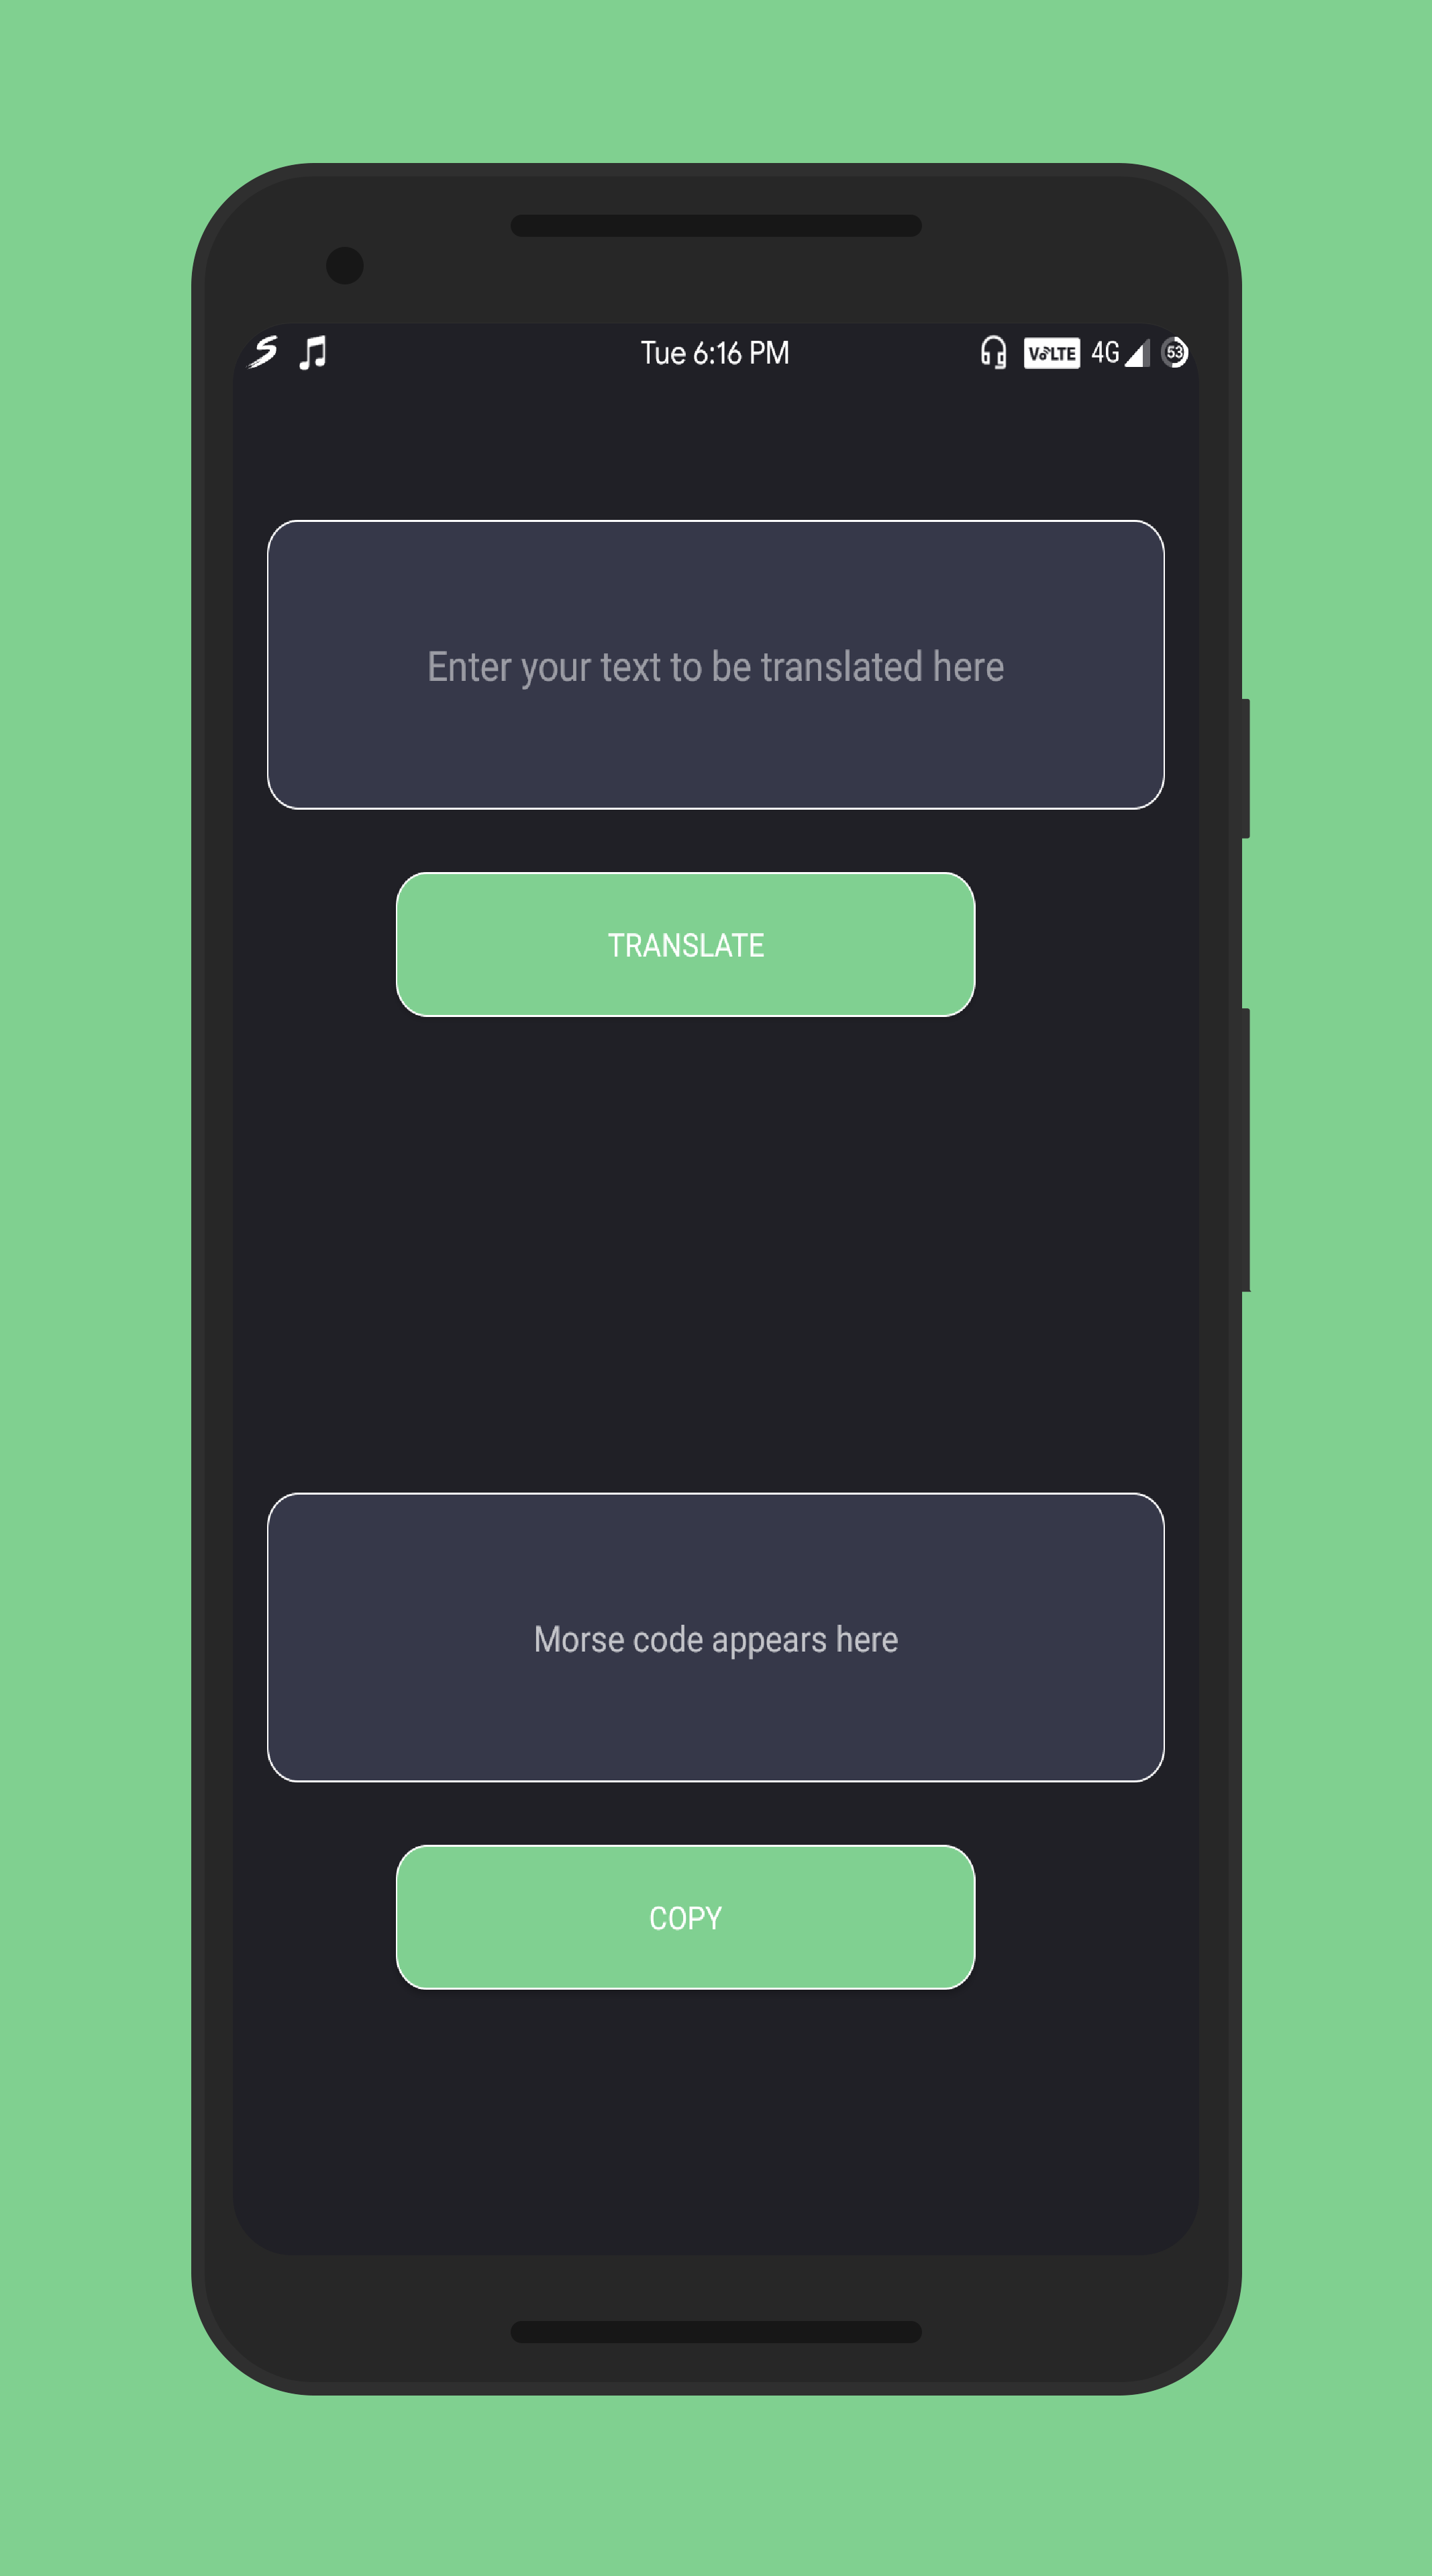 Tue 6:16 PM VoLTE 4G 53
Enter your text to be translated here
TRANSLATE
Morse code appears here
COPY